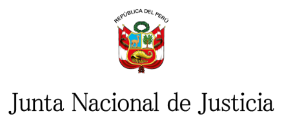 REPÚBLICA DEL PERÚ
Junta Nacional de Justicia